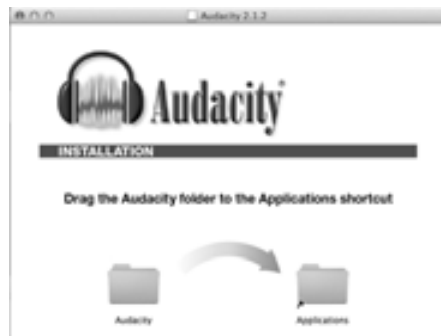 Audacity 2.1.2
Audacity®
INSTALLATION
Drag the Audacity folder to the Applications shortcut
Audacity
Applications